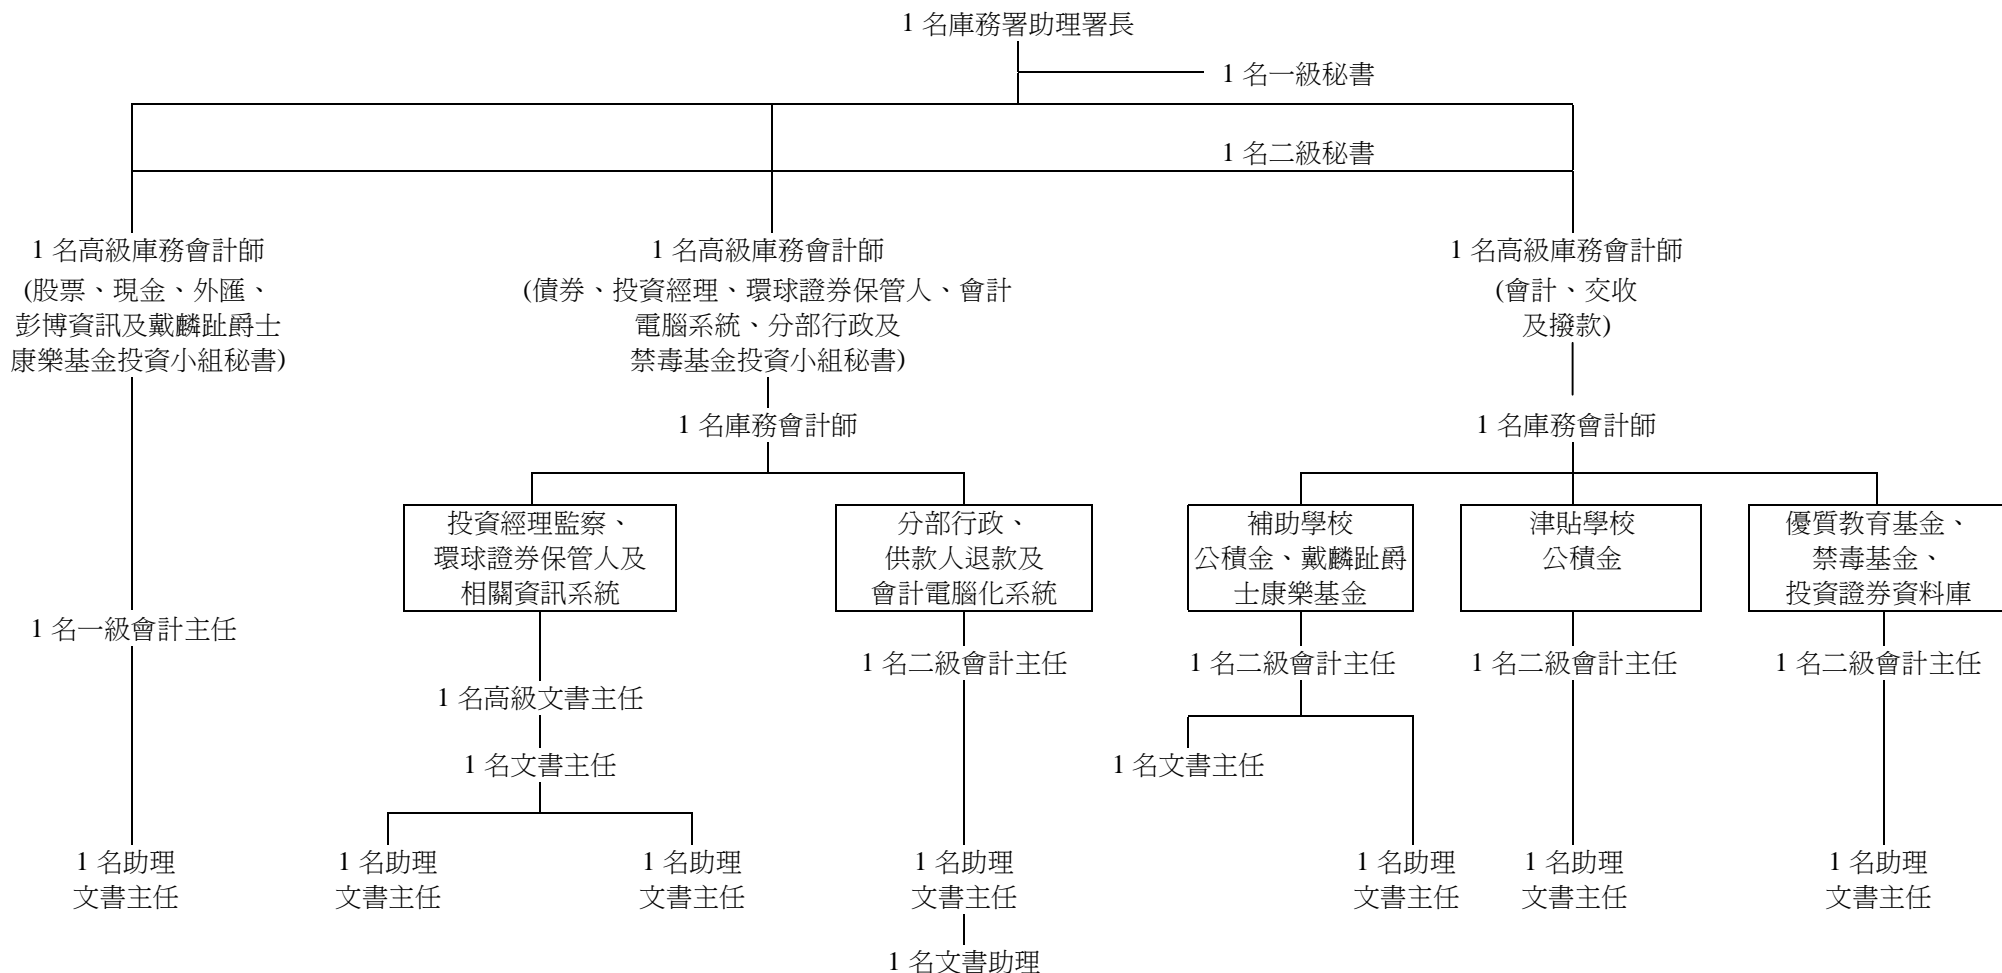 1 名庫務署助理署長
1 名一級秘書
1 名二級秘書
1 名高級庫務會計師
(股票、現金、外匯、
彭博資訊及戴麟趾爵士
康樂基金投資小組秘書)
1 名高級庫務會計師
(債券、投資經理、環球證券保管人、會計
電腦系統、分部行政及
禁毒基金投資小組秘書)
1 名高級庫務會計師
(會計、交收
及撥款)
1 名庫務會計師
1 名庫務會計師
投資經理監察、
環球證券保管人及
相關資訊系統
分部行政、
供款人退款及
會計電腦化系統
補助學校
公積金、戴麟趾爵
士康樂基金
津貼學校
公積金
優質教育基金、
禁毒基金、
投資證券資料庫
1 名一級會計主任
1 名二級會計主任
1 名二級會計主任
1 名二級會計主任
1 名二級會計主任
1 名高級文書主任
1 名文書主任
1 名文書主任
1 名助理
文書主任
1 名助理
文書主任
1 名助理
文書主任
1 名助理
文書主任
1 名助理
文書主任
1 名助理
文書主任
1 名助理
文書主任
1 名文書助理